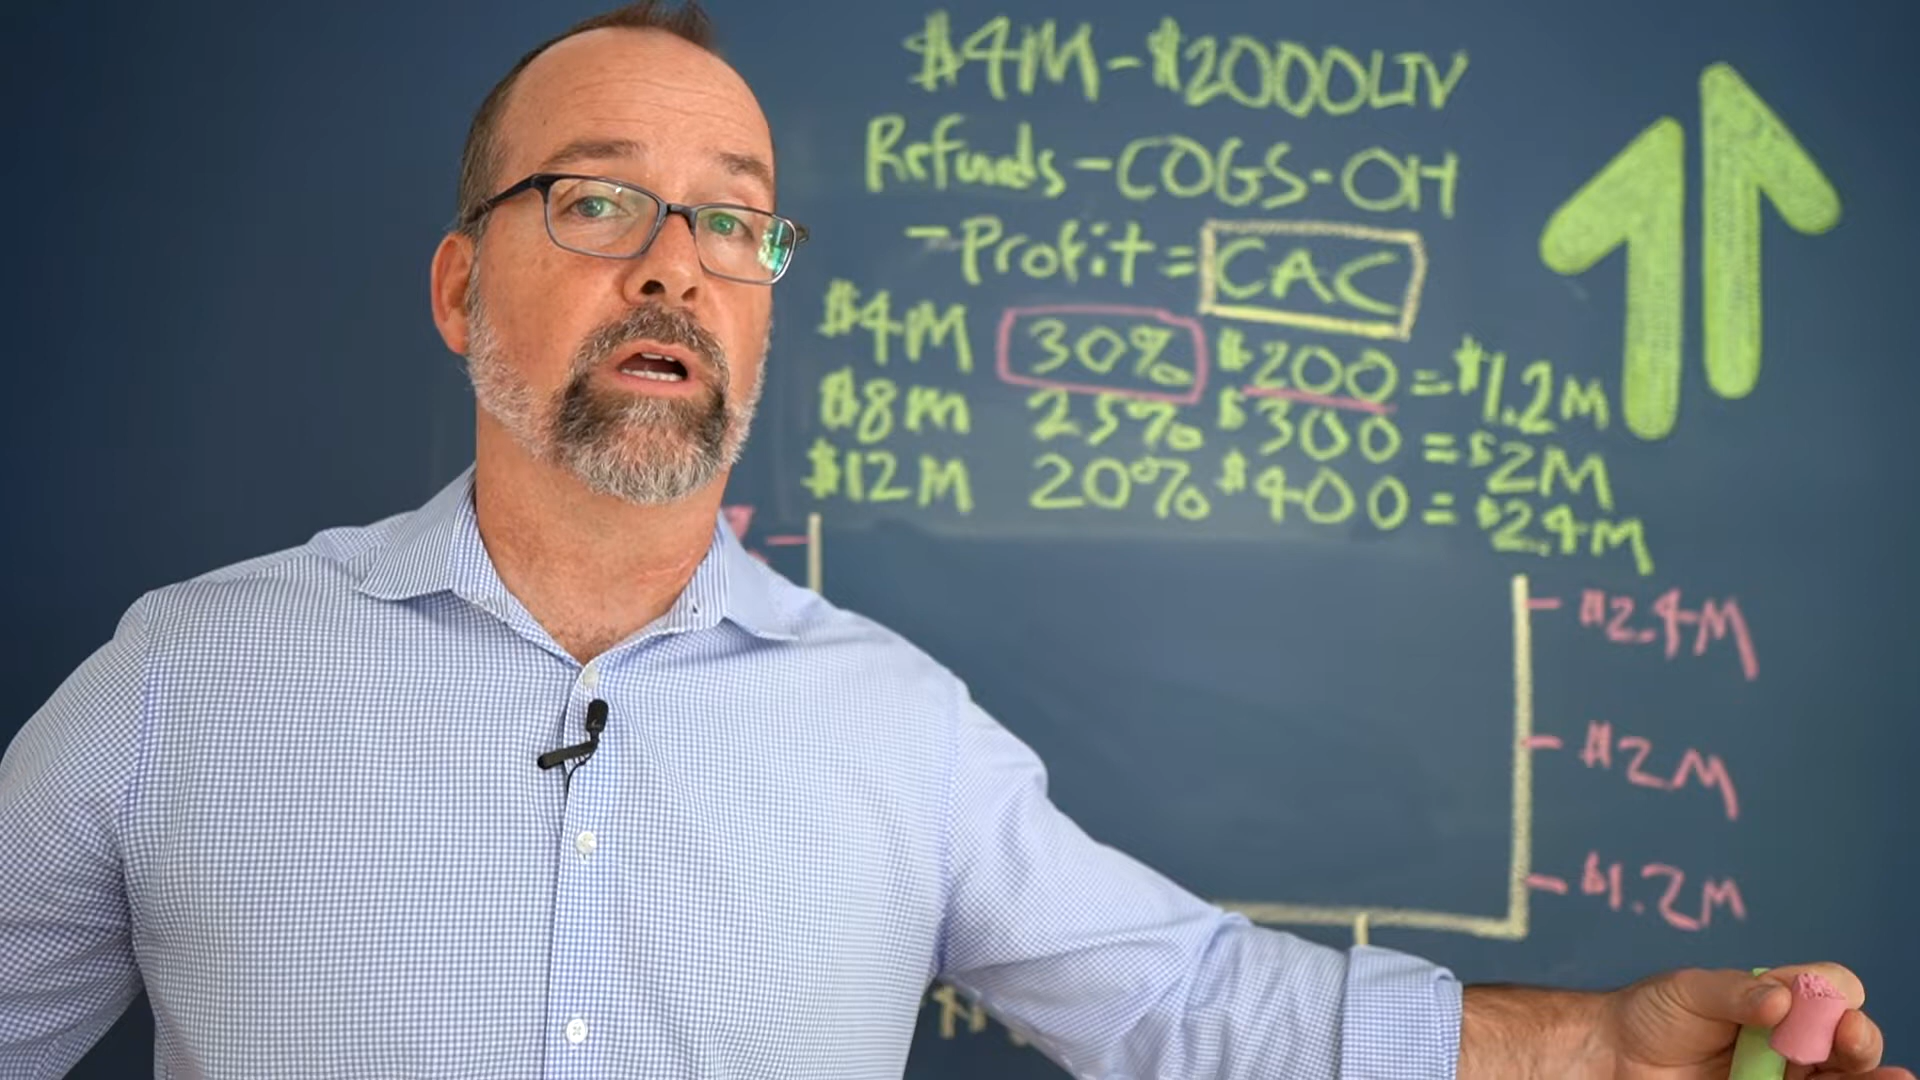 $4M-$2000LTV
Refunds-COGS-OH
-Profit=CAC
$4M 30% $200=$1.2M
$8M 25% $300=$2M
$12M 20% $400=$2.4M
$2.4M
$2M
$1.2M